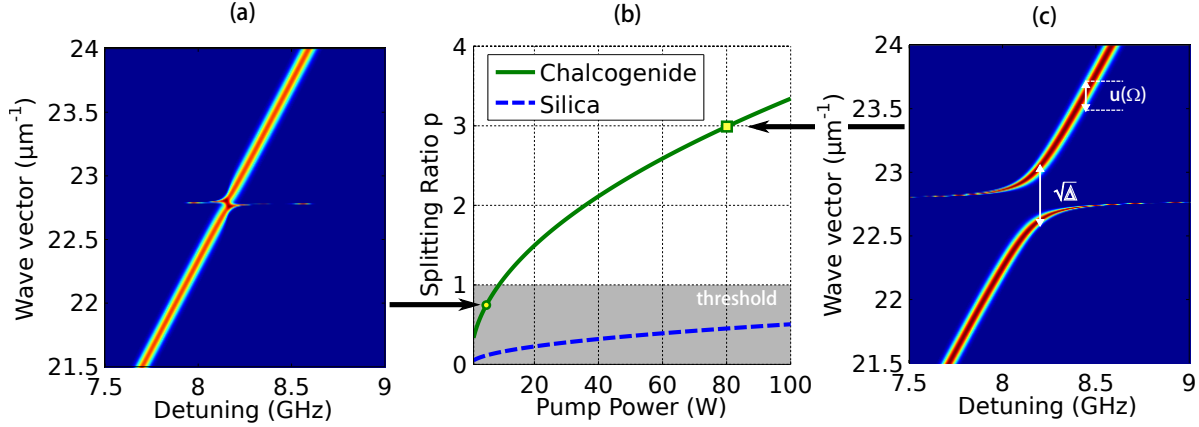 (a)
24
23.5
23
22.5
22
21.5
Wave vector (µm⁻¹)
7.5
8
8.5
9
Detuning (GHz)
(b)
4
3
2
1
0
Splitting Ratio p
Chalcogenide
Silica
threshold
20
40
60
80
100
Pump Power (W)
(c)
24
23.5
23
22.5
22
21.5
Wave vector (µm⁻¹)
u(Ω)
√Δ
7.5
8
8.5
9
Detuning (GHz)